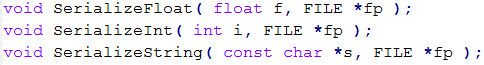 void SerializeFloat( float f, FILE *fp );
void SerializeInt( int i, FILE *fp );
void SerializeString( const char *s, FILE *fp );